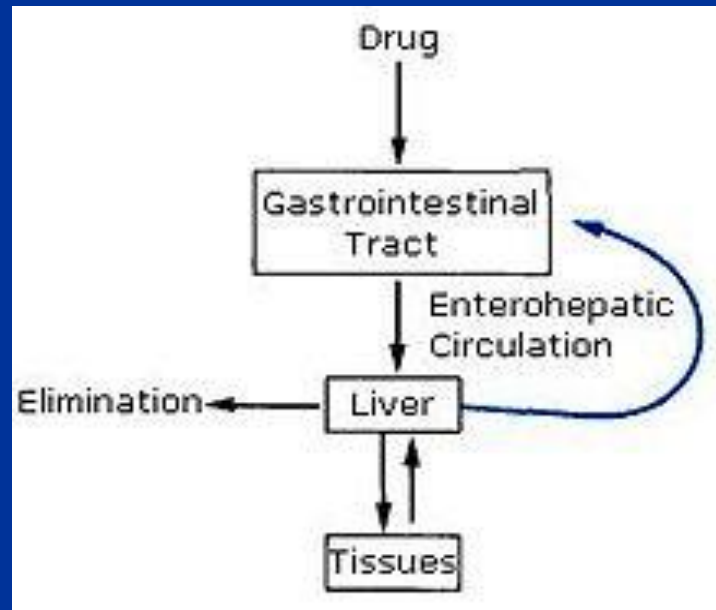 Drug
Gastrointestinal
Tract
Enterohepatic
Circulation
Elimination
Liver
Tissues